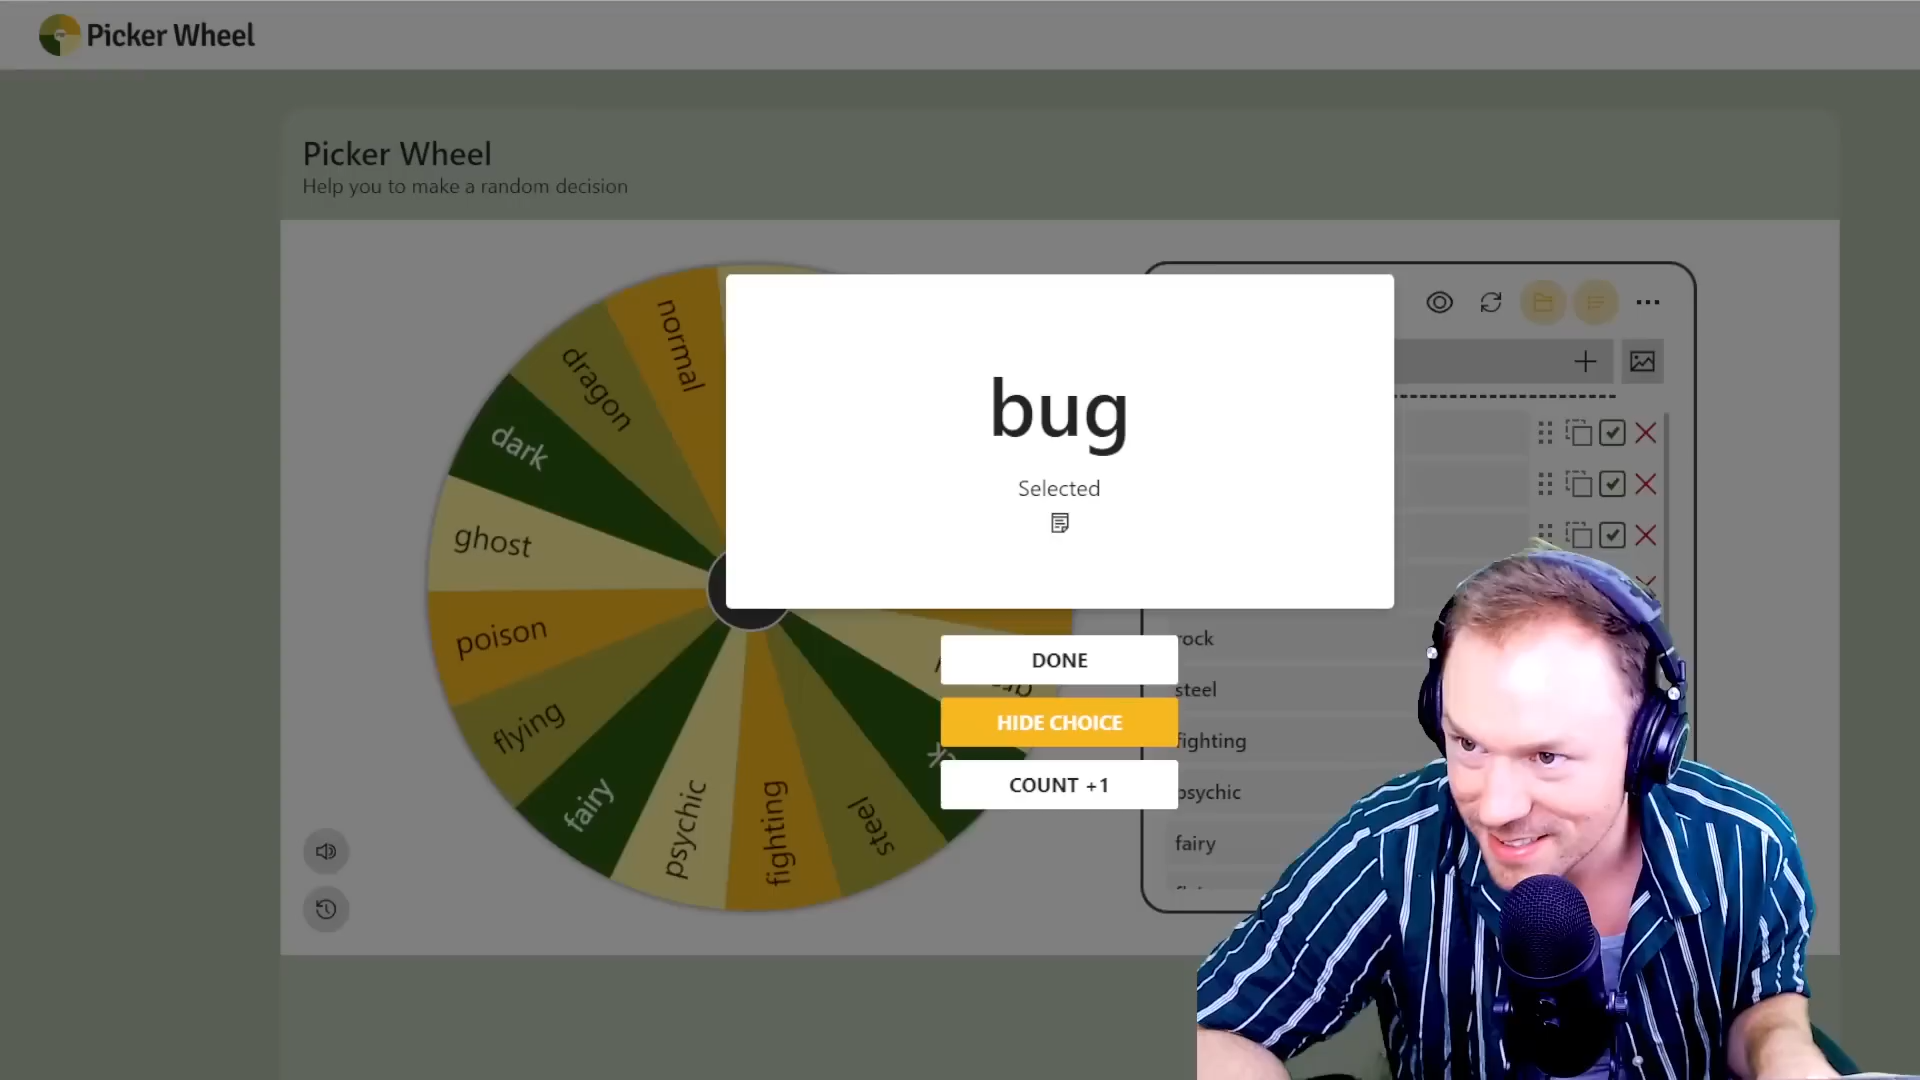 Picker Wheel
Picker Wheel
Help you to make a random decision
normal
dragon
dark
ghost
poison
flying
fairy
psychic
fighting
steel
bug
Selected
DONE
HIDE CHOICE
COUNT +1
rock
steel
fighting
psychic
fairy